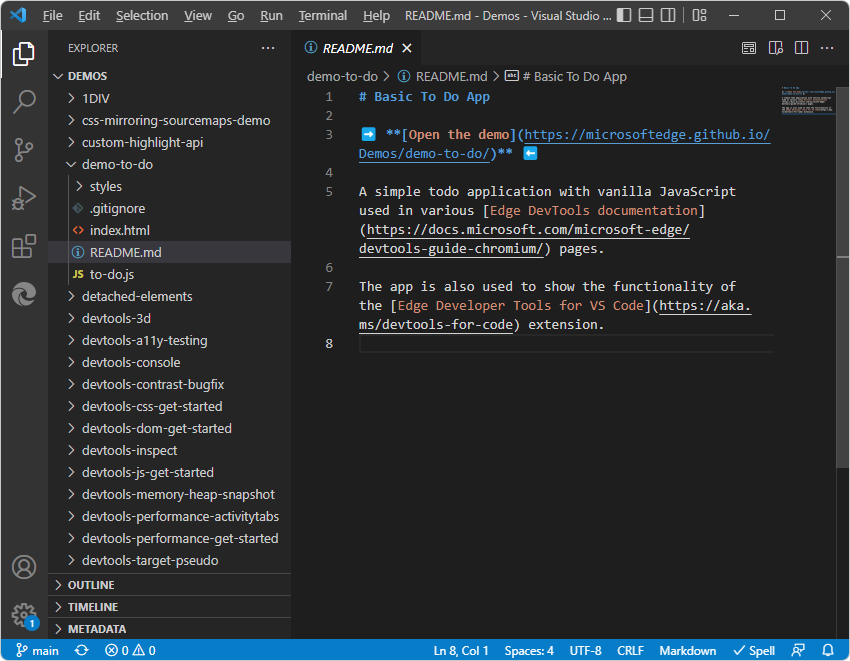 File Edit Selection View Go Run Terminal Help README.md - Demos - Visual Studio ...
EXPLORER
DEMOS
1DIV
css-mirroring-sourcemaps-demo
custom-highlight-api
demo-to-do
styles
.gitignore
index.html
README.md
JS to-do.js
detached-elements
devtools-3d
devtools-a11y-testing
devtools-console
devtools-contrast-bugfix
devtools-css-get-started
devtools-dom-get-started
devtools-inspect
devtools-js-get-started
devtools-memory-heap-snapshot
devtools-performance-activitytabs
devtools-performance-get-started
devtools-target-pseudo
OUTLINE
TIMELINE
METADATA
1
README.md
demo-to-do > README.md > abc # Basic To Do App
1 # Basic To Do App
2
3 ➡️ **[Open the demo](https://microsoftedge.github.io/
Demos/demo-to-do/)** ⬅️
4
5 A simple todo application with vanilla JavaScript
used in various [Edge DevTools documentation]
(https://docs.microsoft.com/microsoft-edge/
devtools-guide-chromium/) pages.
6
7 The app is also used to show the functionality of
the [Edge Developer Tools for VS Code](https://aka.
ms/devtools-for-code) extension.
8
main 0 0 Ln 8, Col 1 Spaces: 4 UTF-8 CRLF Markdown Spell